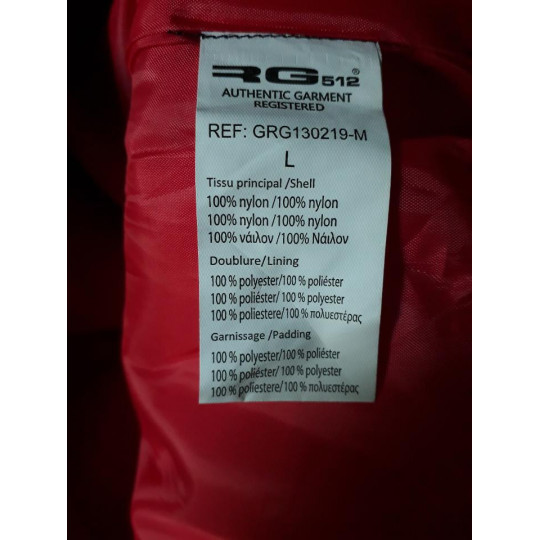 RG512®
AUTHENTIC GARMENT
REGISTERED
REF: GRG130219-M
L
Tissu principal /Shell
100% nylon /100% nylon
100% nylon /100% nylon
100% νάιλον /100% Νάιλον
Doublure/Lining
100 % polyester/100 % poliéster
100 % poliéster/ 100 % polyester
100 % poliestere/100 % πολυεστέρας
Garnissage /Padding
100 % polyester/100 % poliéster
100 % poliéster/ 100 % polyester
100 % poliestere/100 % πολυεστέρας